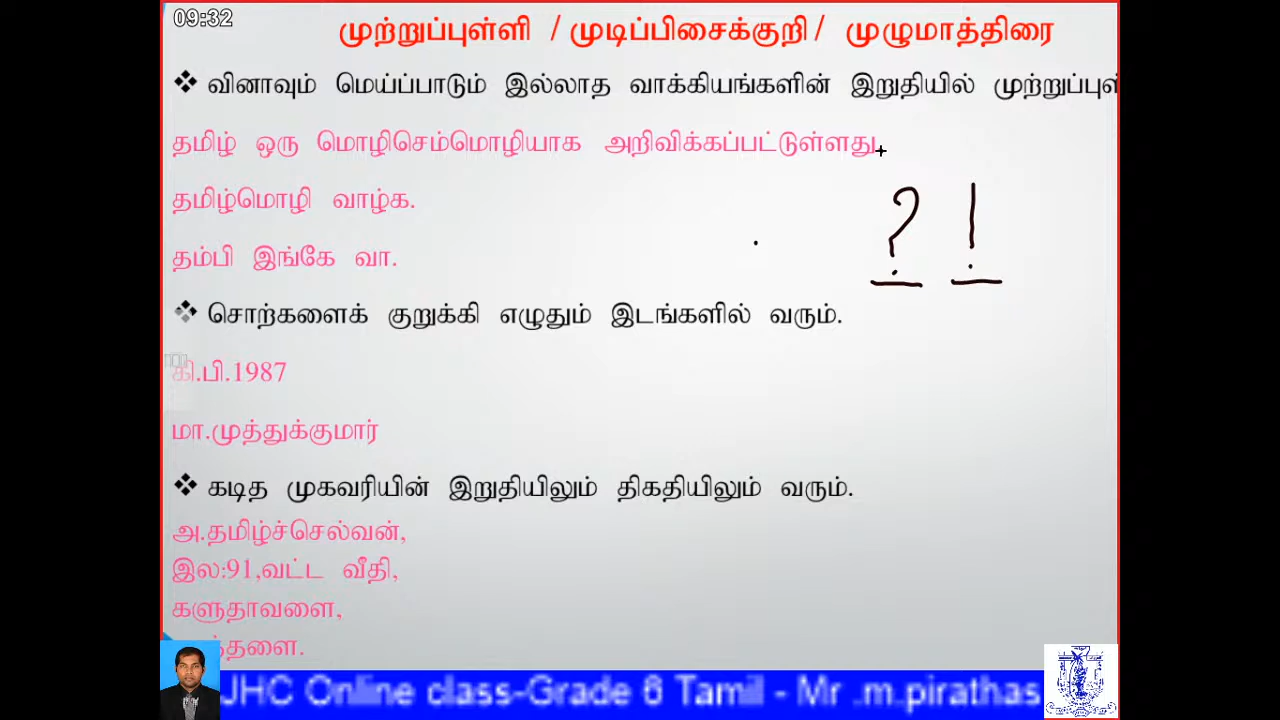 09:32
முற்றுப்புள்ளி / முடிப்பிசைக்குறி / முழுமாத்திரை
❖ வினாவும் மெய்ப்பாடும் இல்லாத வாக்கியங்களின் இறுதியில்
தமிழ் ஒரு மொழிசெம்மொழியாக அறிவிக்கப்பட்டுள்ளது
தமிழ்மொழி வாழ்க.
? !
.
தம்பி இங்கே வா.
❖ சொற்களைக் குறுக்கி எழுதும் இடங்களில் வரும்.
கி.பி.1987
மா.முத்துக்குமார்
❖ கடித முகவரியின் இறுதியிலும் திகதியிலும் வரும்.
அ.தமிழ்ச்செல்வன்,
இல:91,வட்ட வீதி,
களுதாவளை,
JHC Online class-Grade 6 Tamil - Mr .m.pirathas